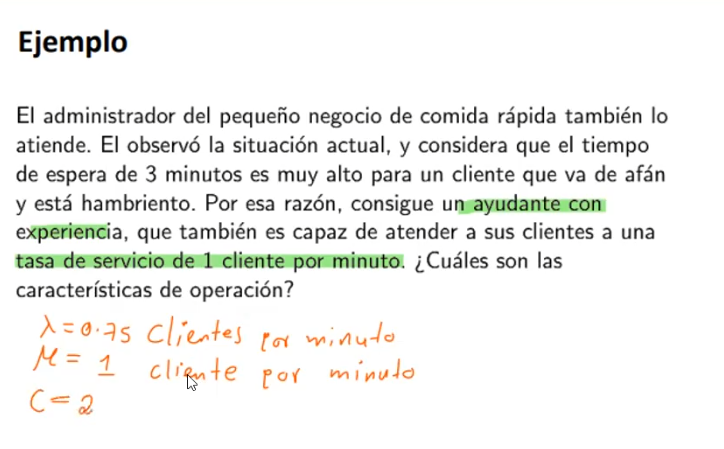 Ejemplo
El administrador del pequeño negocio de comida rápida también lo
atiende. El observó la situación actual, y considera que el tiempo
de espera de 3 minutos es muy alto para un cliente que va de afán
y está hambriento. Por esa razón, consigue un ayudante con
experiencia, que también es capaz de atender a sus clientes a una
tasa de servicio de 1 cliente por minuto. ¿Cuáles son las
características de operación?
λ = 0.75 Clientes por minuto
M = 1 cliente por minuto
C = 2